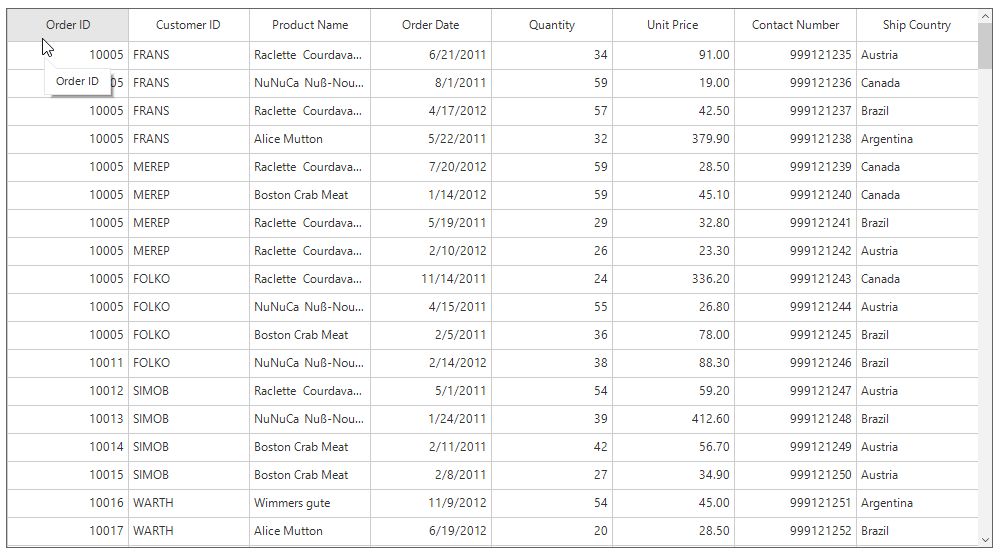 Order ID Customer ID Product Name Order Date Quantity Unit Price Contact Number Ship Country
10005 FRANS Raclette Courdava... 6/21/2011 34 91.00 999121235 Austria
Order ID
05 FRANS NuNuCa Nuß-Nou... 8/1/2011 59 19.00 999121236 Canada
10005 FRANS Raclette Courdava... 4/17/2012 57 42.50 999121237 Brazil
10005 FRANS Alice Mutton 5/22/2011 32 379.90 999121238 Argentina
10005 MEREP Raclette Courdava... 7/20/2012 59 28.50 999121239 Canada
10005 MEREP Boston Crab Meat 1/14/2012 59 45.10 999121240 Canada
10005 MEREP Raclette Courdava... 5/19/2011 29 32.80 999121241 Brazil
10005 MEREP Raclette Courdava... 2/10/2012 26 23.30 999121242 Austria
10005 FOLKO Raclette Courdava... 11/14/2011 24 336.20 999121243 Canada
10005 FOLKO NuNuCa Nuß-Nou... 4/15/2011 55 26.80 999121244 Austria
10005 FOLKO Boston Crab Meat 2/5/2011 36 78.00 999121245 Brazil
10011 FOLKO NuNuCa Nuß-Nou... 2/14/2012 38 88.30 999121246 Brazil
10012 SIMOB Raclette Courdava... 5/1/2011 54 59.20 999121247 Austria
10013 SIMOB NuNuCa Nuß-Nou... 1/24/2011 39 412.60 999121248 Brazil
10014 SIMOB Boston Crab Meat 2/11/2011 42 56.70 999121249 Austria
10015 SIMOB Boston Crab Meat 2/8/2011 27 34.90 999121250 Austria
10016 WARTH Wimmers gute 11/9/2012 54 45.00 999121251 Argentina
10017 WARTH Alice Mutton 6/19/2012 20 28.50 999121252 Brazil